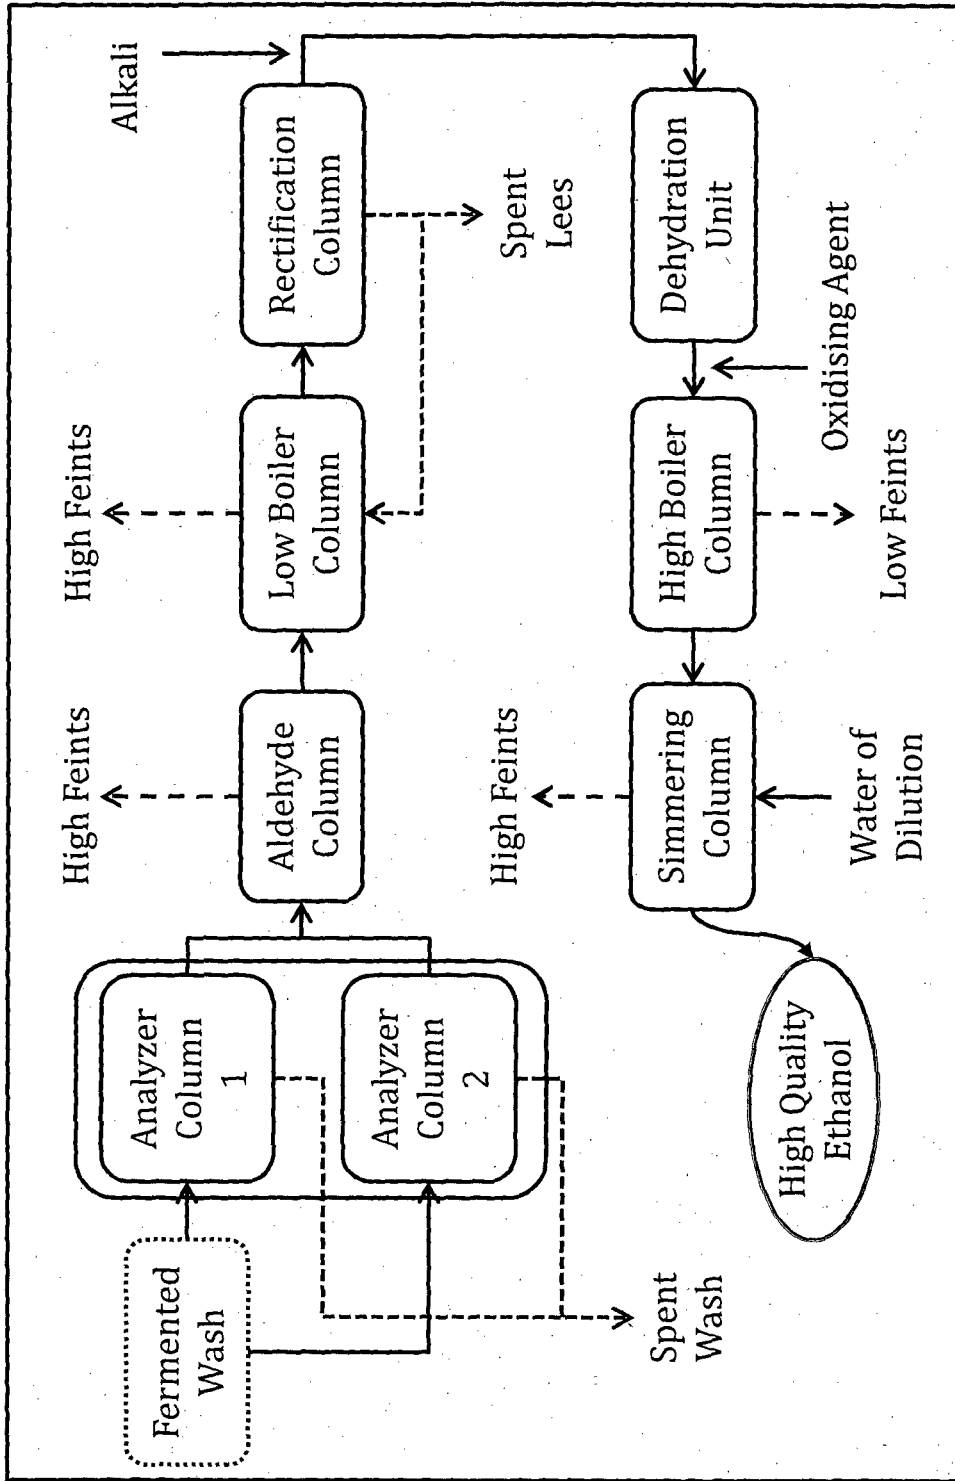 Fermented
Wash
Analyzer
Column
1
Analyzer
Column
2
Spent
Wash
High Feints
Aldehyde
Column
High Feints
Low Boiler
Column
Rectification
Column
Alkali
Spent
Lees
Dehydration
Unit
Oxidising Agent
High Boiler
Column
Low Feints
High Feints
Simmering
Column
Water of
Dilution
High Quality
Ethanol